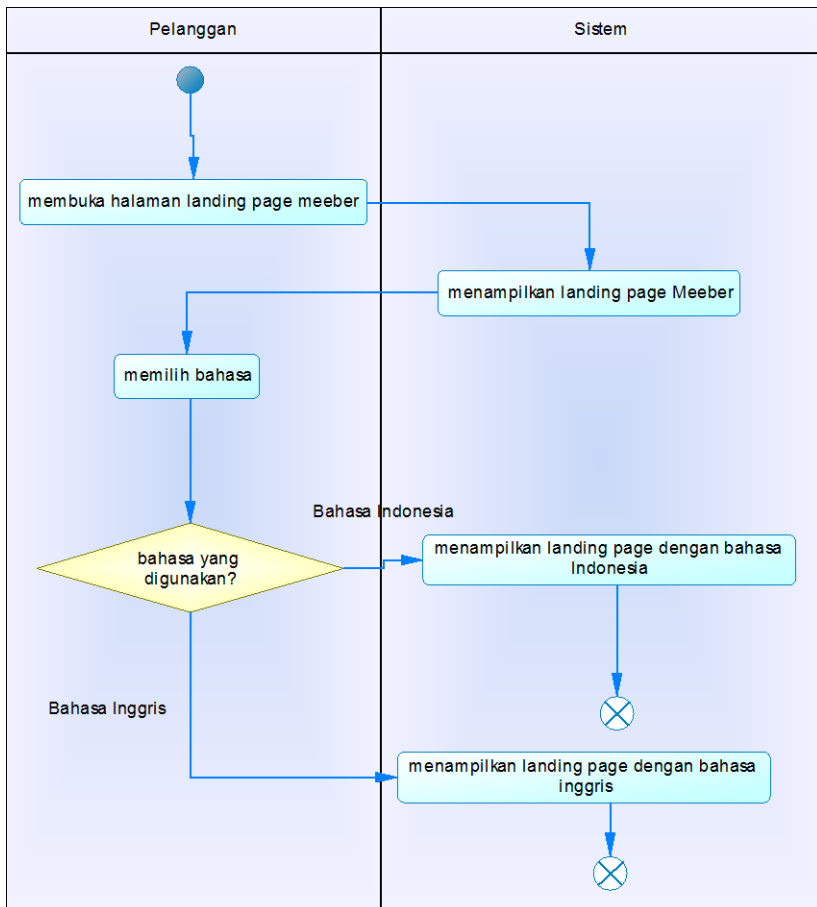 Pelanggan
Sistem
membuka halaman landing page meeber
menampilkan landing page Meeber
memilih bahasa
Bahasa Indonesia
bahasa yang
digunakan?
menampilkan landing page dengan bahasa
Indonesia
Bahasa Inggris
menampilkan landing page dengan bahasa
inggris